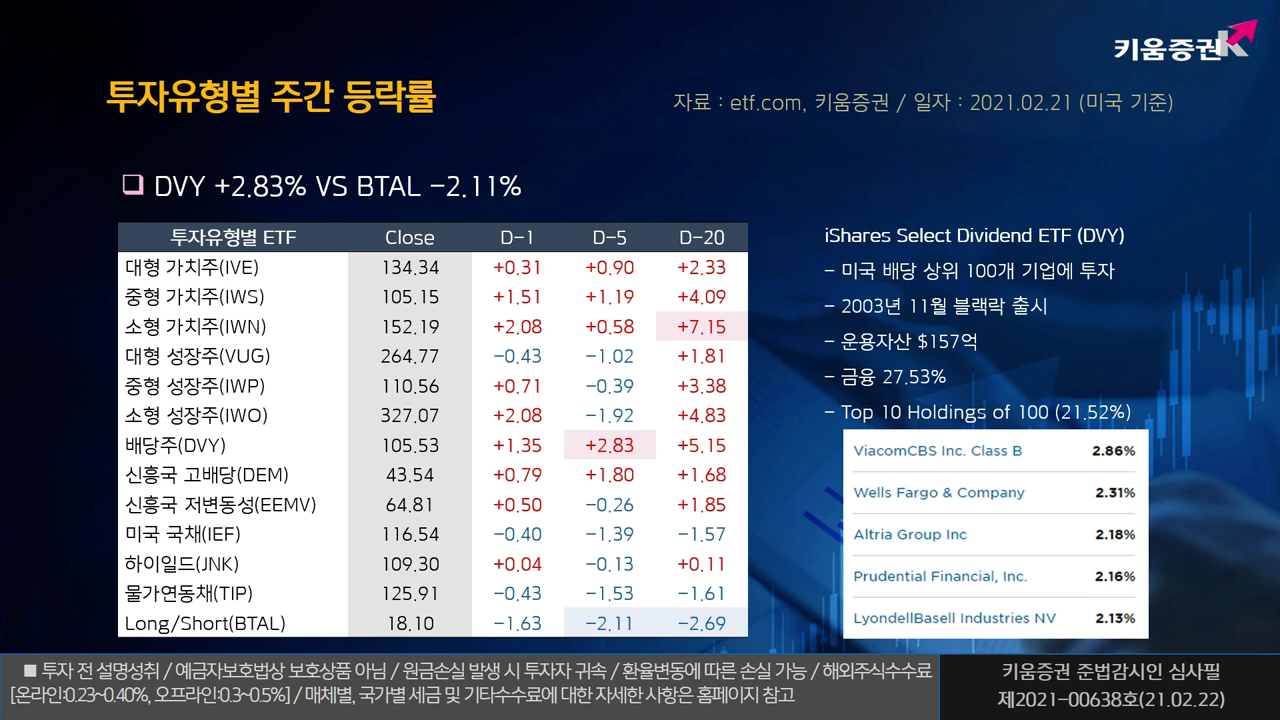 키움증권
투자유형별 주간 등락률
자료 : etf.com, 키움증권 / 일자 : 2021.02.21 (미국 기준)
❑ DVY +2.83% VS BTAL −2.11%
투자유형별 ETF Close D−1 D−5 D−20
대형 가치주(IVE) 134.34 +0.31 +0.90 +2.33
중형 가치주(IWS) 105.15 +1.51 +1.19 +4.09
소형 가치주(IWN) 152.19 +2.08 +0.58 +7.15
대형 성장주(VUG) 264.77 −0.43 −1.02 +1.81
중형 성장주(IWP) 110.56 +0.71 −0.39 +3.38
소형 성장주(IWO) 327.07 +2.08 −1.92 +4.83
배당주(DVY) 105.53 +1.35 +2.83 +5.15
신흥국 고배당(DEM) 43.54 +0.79 +1.80 +1.68
신흥국 저변동성(EEMV) 64.81 +0.50 −0.26 +1.85
미국 국채(IEF) 116.54 −0.40 −1.39 −1.57
하이일드(JNK) 109.30 +0.04 −0.13 +0.11
물가연동채(TIP) 125.91 −0.43 −1.53 −1.61
Long/Short(BTAL) 18.10 −1.63 −2.11 −2.69
iShares Select Dividend ETF (DVY)
− 미국 배당 상위 100개 기업에 투자
− 2003년 11월 블랙락 출시
− 운용자산 $157억
− 금융 27.53%
− Top 10 Holdings of 100 (21.52%)
ViacomCBS Inc. Class B 2.86%
Wells Fargo & Company 2.31%
Altria Group Inc 2.18%
Prudential Financial, Inc. 2.16%
LyondellBasell Industries NV 2.13%
■ 투자 전 설명성취 / 예금자보호법상 보호상품 아님 / 원금손실 발생 시 투자자 귀속 / 환율변동에 따른 손실 가능 / 해외주식수수료
[온라인:0.23~0.40%, 오프라인:0.3~0.5%] / 매체별, 국가별 세금 및 기타수수료에 대한 자세한 사항은 홈페이지 참고
키움증권 준법감시인 심사필
제2021-00638호(21.02.22)